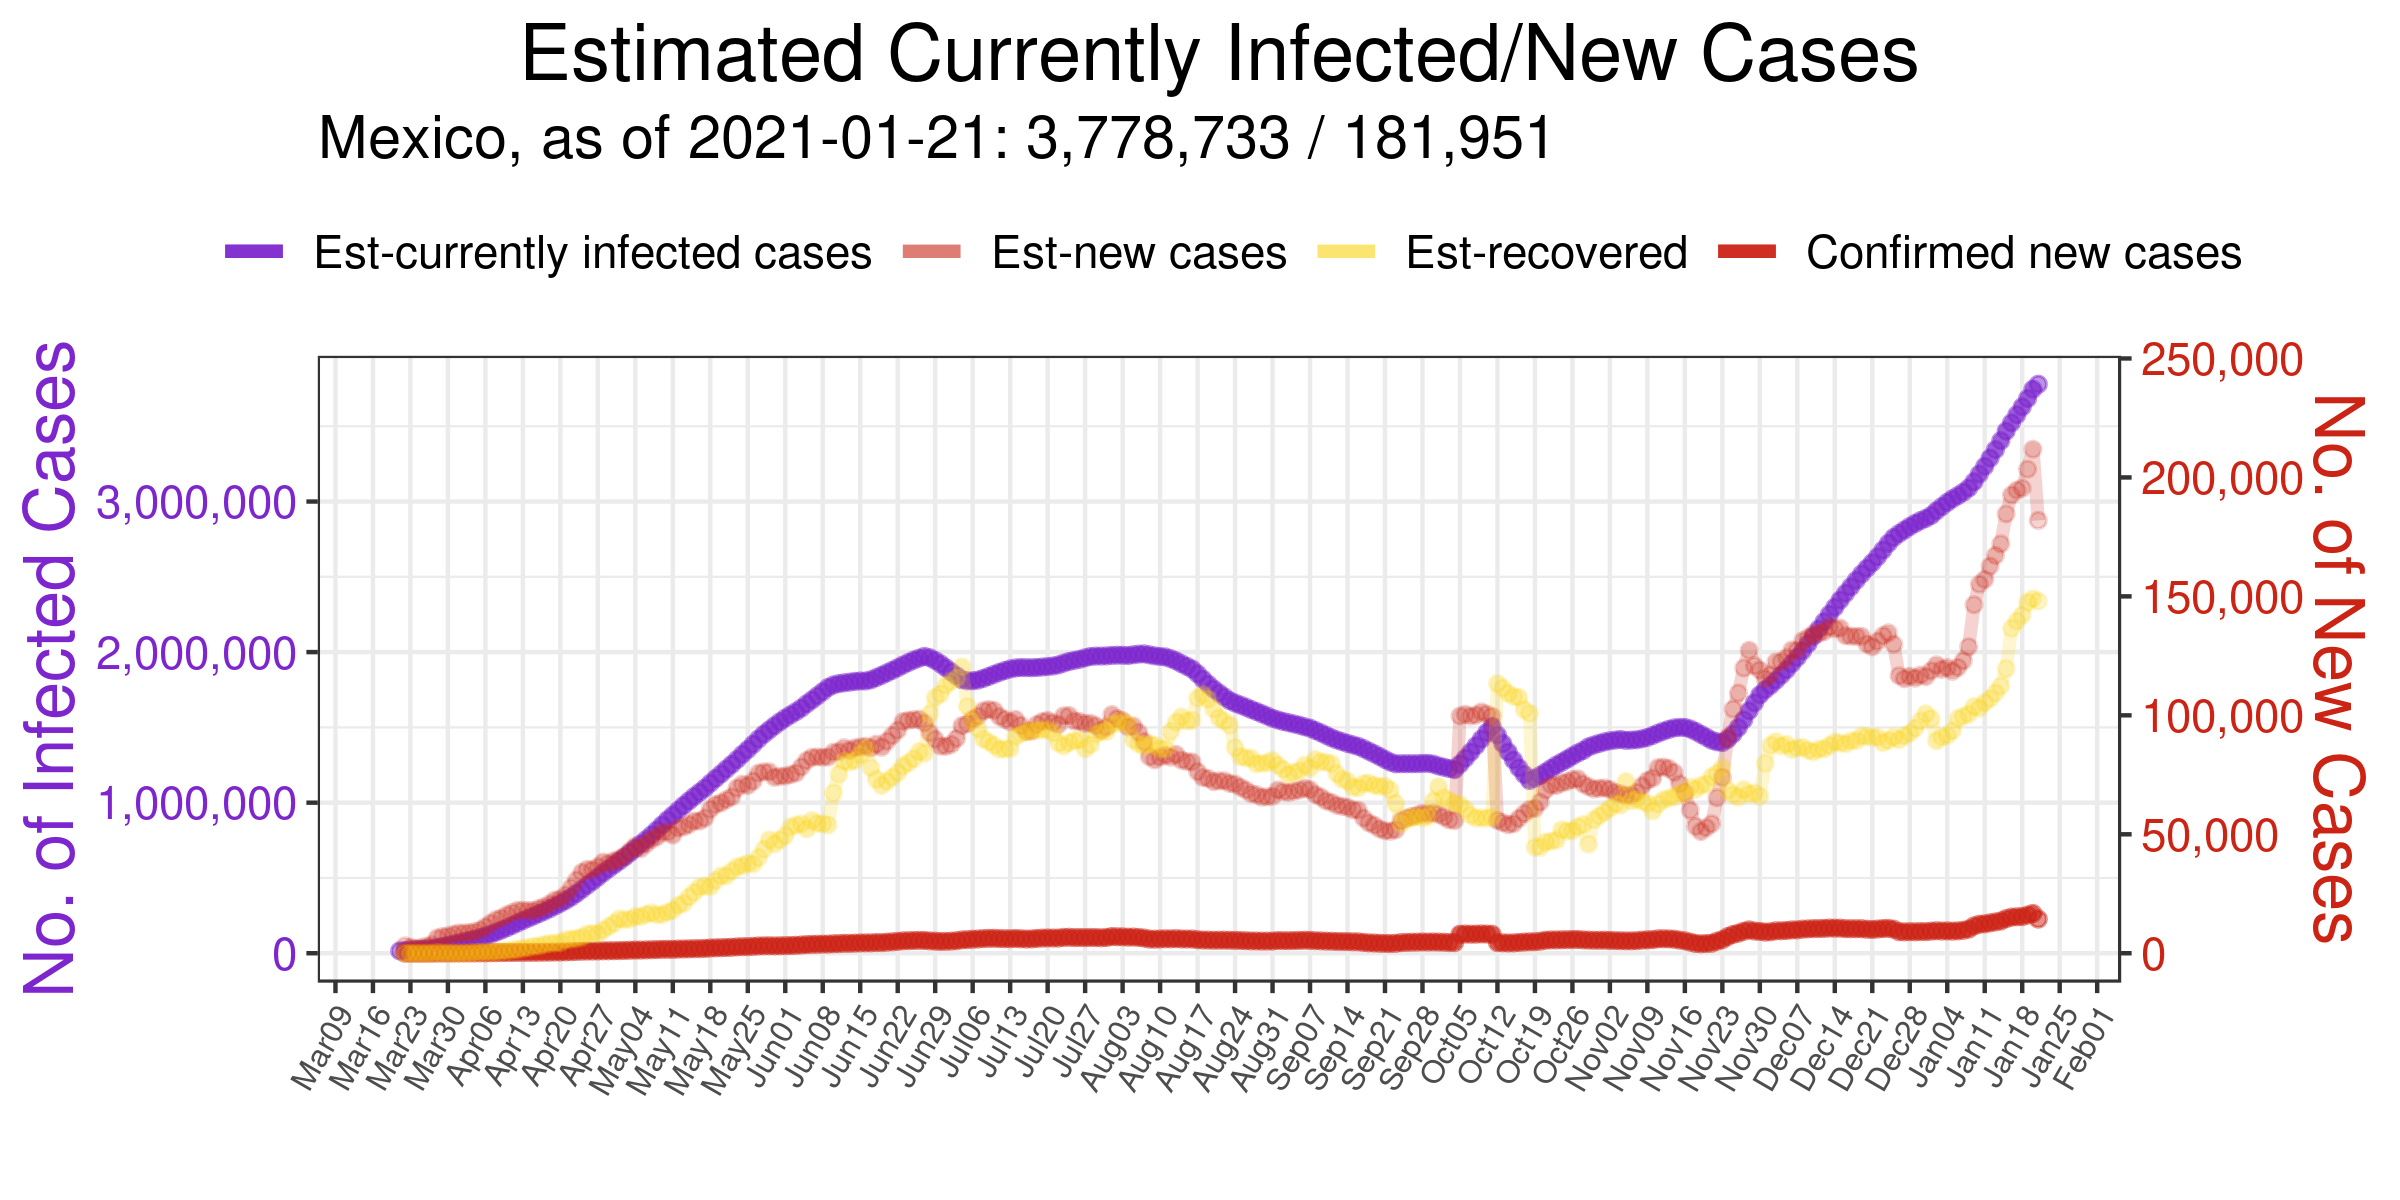 Estimated Currently Infected/New Cases
Mexico, as of 2021-01-21: 3,778,733 / 181,951
Est-currently infected cases Est-new cases Est-recovered Confirmed new cases
No. of Infected Cases
3,000,000
2,000,000
1,000,000
0
250,000
200,000
150,000
100,000
50,000
0
No. of New Cases
Mar09 Mar16 Mar23 Mar30 Apr06 Apr13 Apr20 Apr27 May04 May11 May18 May25 Jun01 Jun08 Jun15 Jun22 Jun29 Jul06 Jul13 Jul20 Jul27 Aug03 Aug10 Aug17 Aug24 Aug31 Sep07 Sep14 Sep21 Sep28 Oct05 Oct12 Oct19 Oct26 Nov02 Nov09 Nov16 Nov23 Nov30 Dec07 Dec14 Dec21 Dec28 Jan04 Jan11 Jan18 Jan25 Feb01